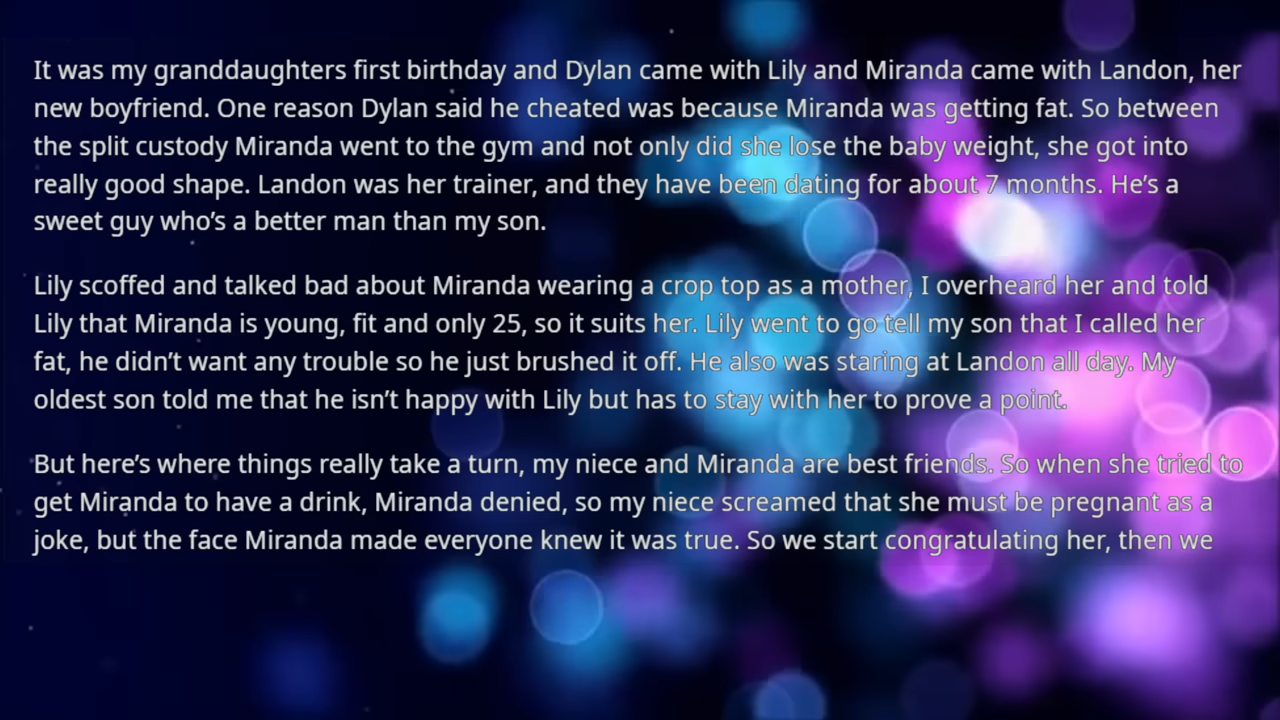 It was my granddaughters first birthday and Dylan came with Lily and Miranda came with Landon, her
new boyfriend. One reason Dylan said he cheated was because Miranda was getting fat. So between
the split custody Miranda went to the gym and not only did she lose the baby weight, she got into
really good shape. Landon was her trainer, and they have been dating for about 7 months. He’s a
sweet guy who’s a better man than my son.
Lily scoffed and talked bad about Miranda wearing a crop top as a mother, I overheard her and told
Lily that Miranda is young, fit and only 25, so it suits her. Lily went to go tell my son that I called her
fat, he didn’t want any trouble so he just brushed it off. He also was staring at Landon all day. My
oldest son told me that he isn’t happy with Lily but has to stay with her to prove a point.
But here’s where things really take a turn, my niece and Miranda are best friends. So when she tried to
get Miranda to have a drink, Miranda denied, so my niece screamed that she must be pregnant as a
joke, but the face Miranda made everyone knew it was true. So we start congratulating her, then we